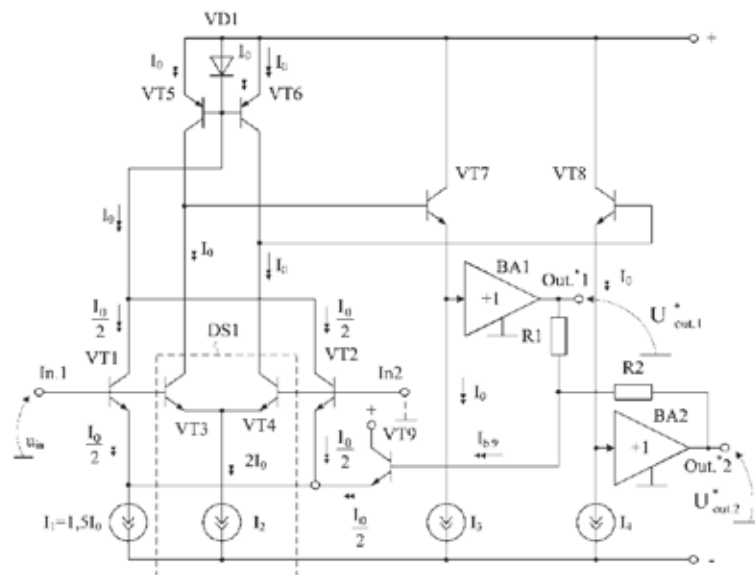 VD1
I0
I0
I0
+
VT5
VT6
VT7
VT8
I0
I0
I0
BA1
Out.*1
I0
+1
U*out.1
I0/2
DS1
I0/2
R1
VT1
VT2
R2
In.1
In2
BA2
I0
VT3
VT4
+
VT9
Ib.9
uin
I0/2
I0/2
+1
Out.*2
2I0
U*out.2
I0/2
I1=1,5I0
I2
I3
I4
-